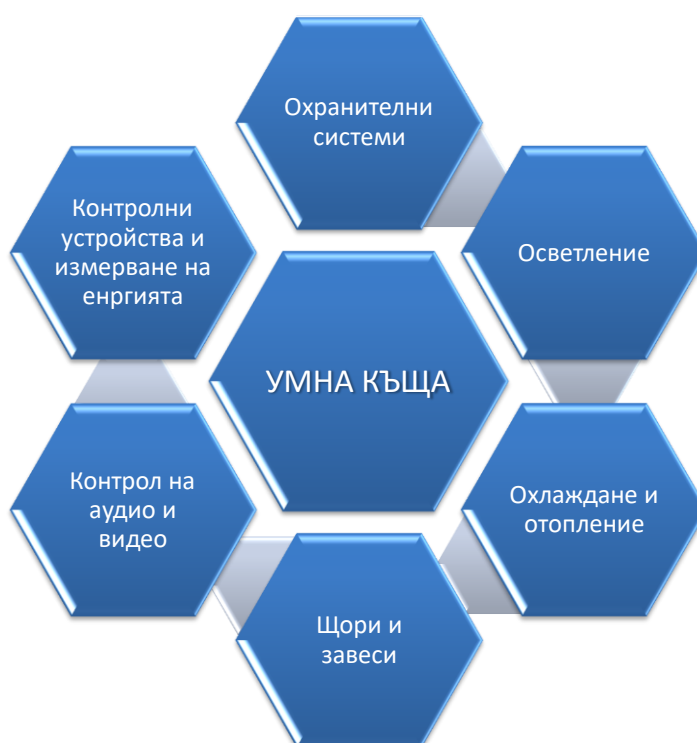 Охранителни
системи
Контролни
устройства и
измерване на
енргията
Осветление
УМНА КЪЩА
Контрол на
аудио и
видео
Охлаждане и
отопление
Щори и
завеси